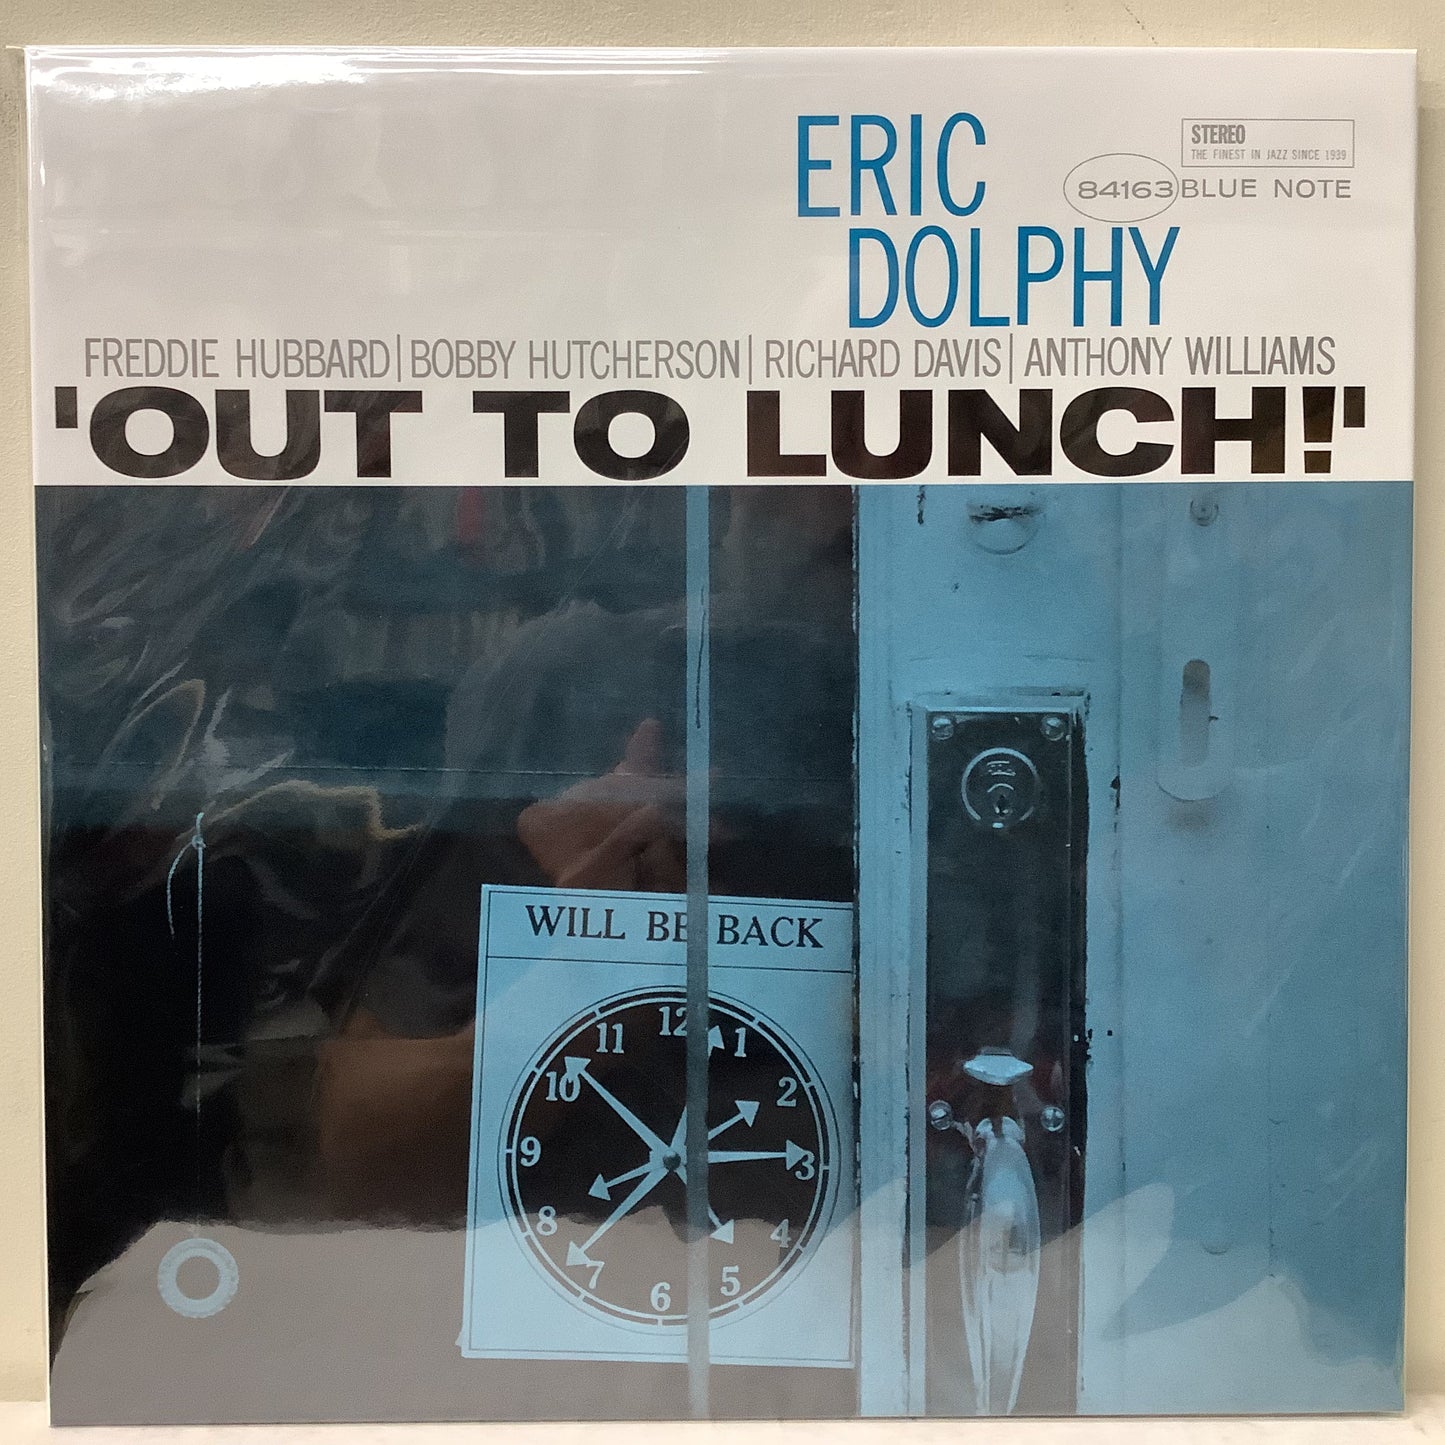 ERIC
DOLPHY
STEREO
THE FINEST IN JAZZ SINCE 1939
84163 BLUE NOTE
FREDDIE HUBBARD|BOBBY HUTCHERSON|RICHARD DAVIS|ANTHONY WILLIAMS
'OUT TO LUNCH!'
WILL BE BACK
12
1
2
3
4
5
6
7
8
9
10
11